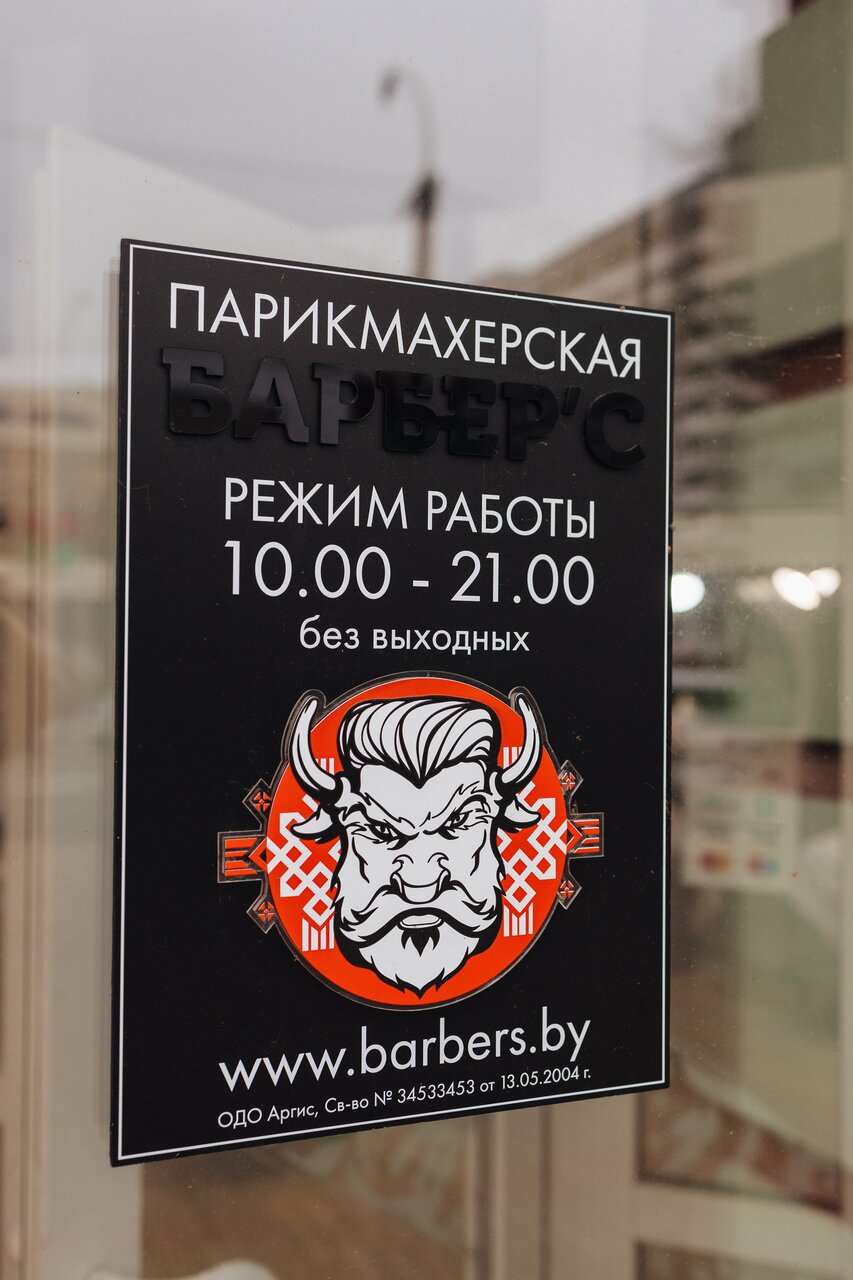 ПАРИКМАХЕРСКАЯ
БАРБЕР'С
РЕЖИМ РАБОТЫ
10.00 - 21.00
без выходных
www.barbers.by
ОДО Аргис, Св-во № 34533453 от 13.05.2004 г.